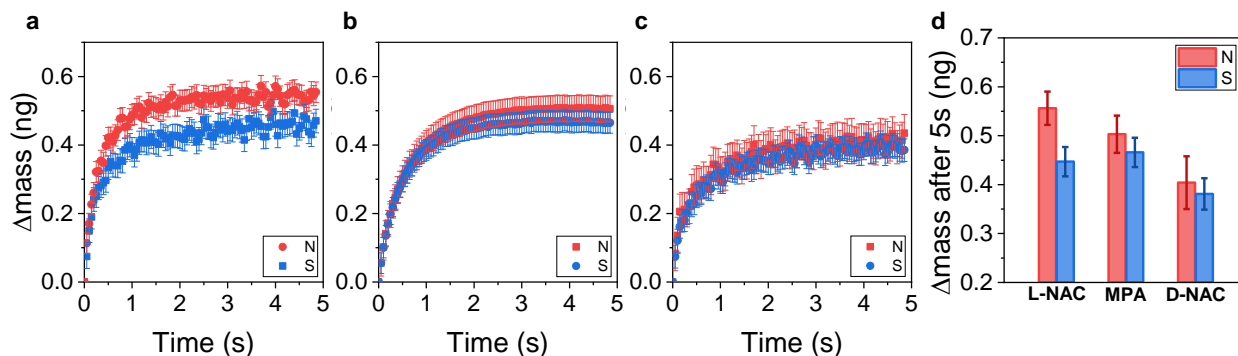 a
Δmass (ng)
0.6
0.4
0.2
0.0
0 1 2 3 4 5
Time (s)
N
S
b
0.6
0.4
0.2
0.0
0 1 2 3 4 5
Time (s)
N
S
c
0.6
0.4
0.2
0.0
0 1 2 3 4 5
Time (s)
N
S
d
Δmass after 5s (ng)
0.7
0.6
0.5
0.4
0.3
0.2
L-NAC MPA D-NAC
N
S